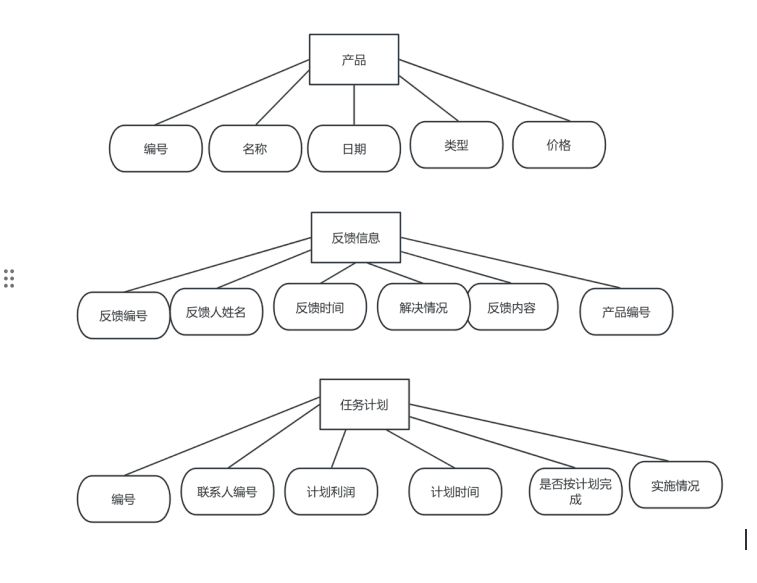 产品
编号
名称
日期
类型
价格
反馈信息
反馈编号
反馈人姓名
反馈时间
解决情况
反馈内容
产品编号
任务计划
编号
联系人编号
计划利润
计划时间
是否按计划完
成
实施情况